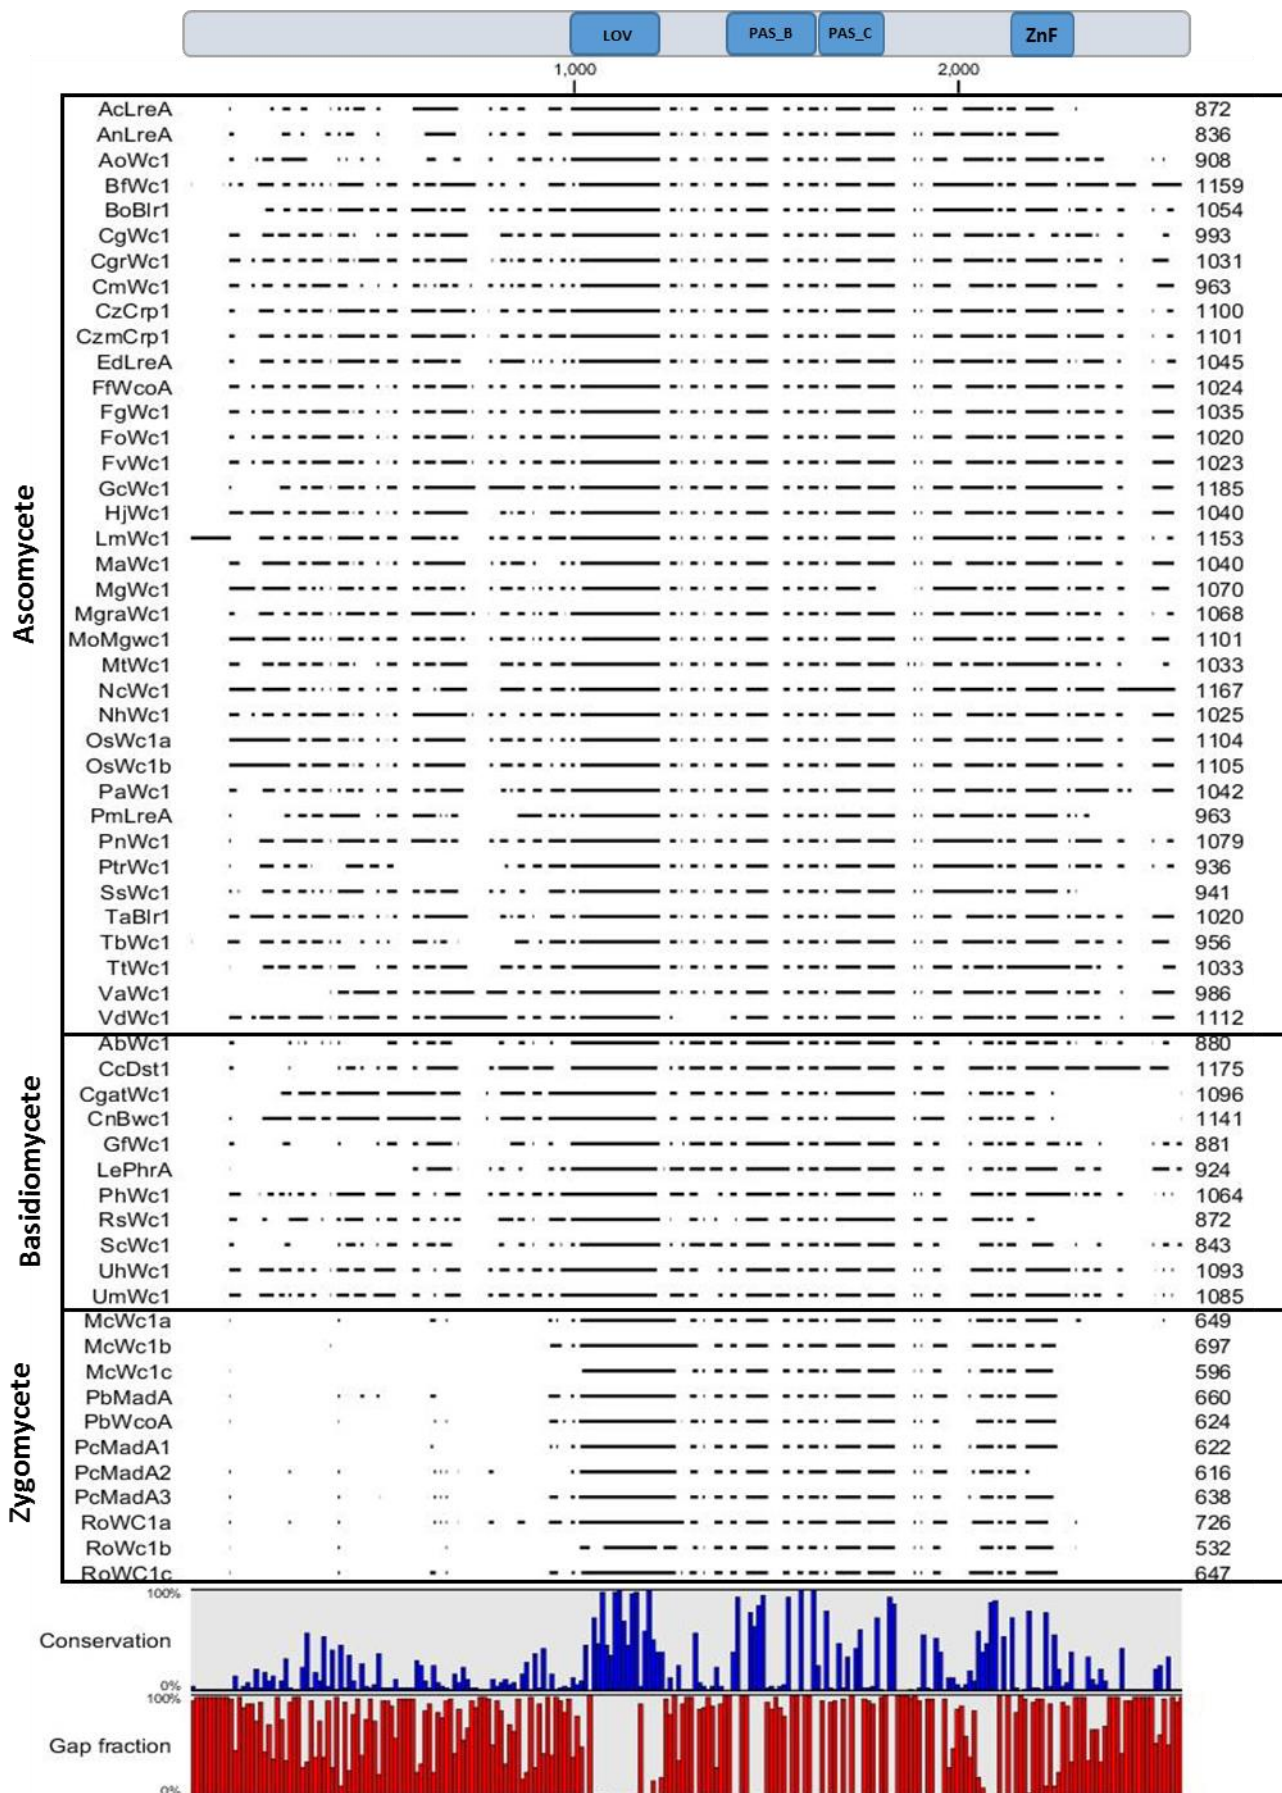 LOV PAS_B PAS_C ZnF
1,000 2,000
Ascomycete
AcLreA 872
AnLreA 836
AoWc1 908
BfWc1 1159
BoBlr1 1054
CgWc1 993
CgrWc1 1031
CmWc1 963
CzCrp1 1100
CzmCrp1 1101
EdLreA 1045
FfWcoA 1024
FgWc1 1035
FoWc1 1020
FvWc1 1023
GcWc1 1185
HjWc1 1040
LmWc1 1153
MaWc1 1040
MgWc1 1070
MgraWc1 1068
MoMgwc1 1101
MtWc1 1033
NcWc1 1167
NhWc1 1025
OsWc1a 1104
OsWc1b 1105
PaWc1 1042
PmLreA 963
PnWc1 1079
PtrWc1 936
SsWc1 941
TaBlr1 1020
TbWc1 956
TtWc1 1033
VaWc1 986
VdWc1 1112
Basidiomycete
AbWc1 880
CcDst1 1175
CgatWc1 1096
CnBwc1 1141
GfWc1 881
LePhrA 924
PhWc1 1064
RsWc1 872
ScWc1 843
UhWc1 1093
UmWc1 1085
Zygomycete
McWc1a 649
McWc1b 697
McWc1c 596
PbMadA 660
PbWcoA 624
PcMadA1 622
PcMadA2 616
PcMadA3 638
RoWC1a 726
RoWc1b 532
RoWC1c 647
100%
Conservation
0%
100%
Gap fraction
0%